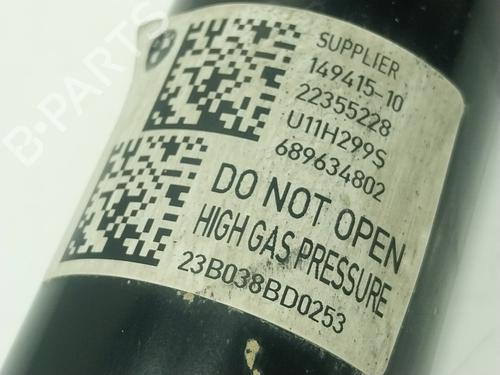 B-PARTS
SUPPLIER
149415-10
22355228
U11H299S
689634802
DO NOT OPEN
HIGH GAS PRESSURE
23B038BD0253